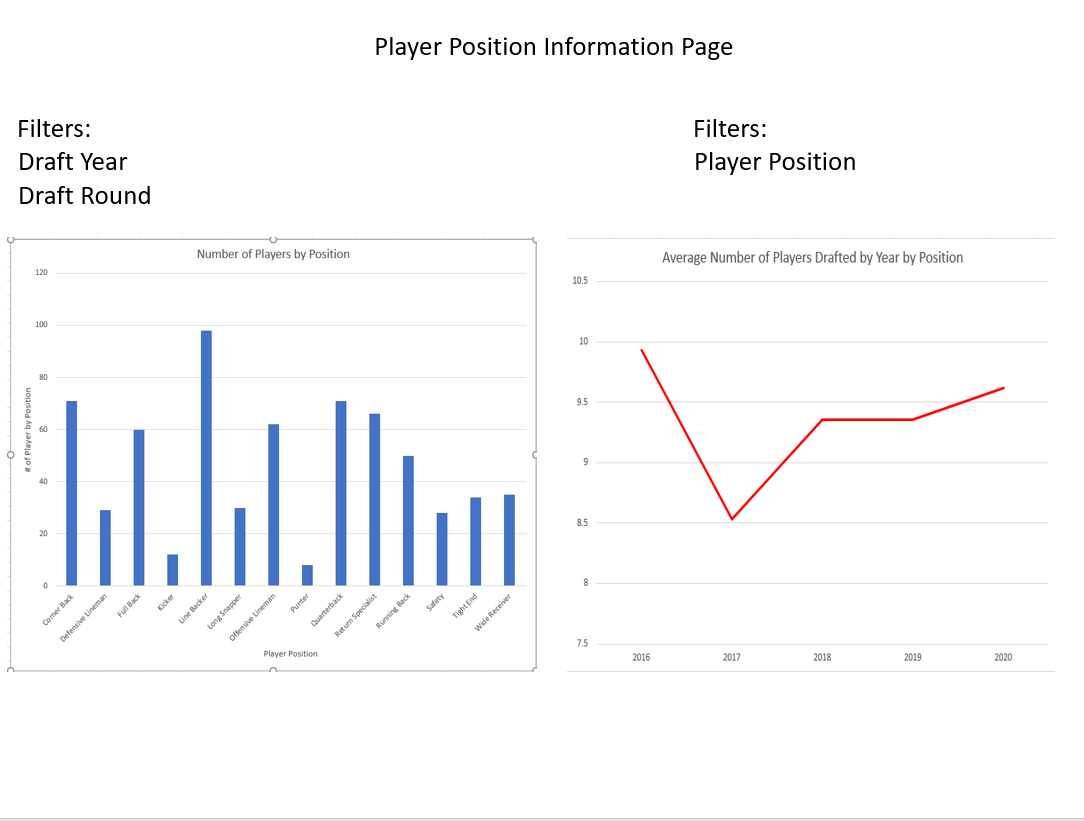 Player Position Information Page
Filters:
Draft Year
Draft Round
Filters:
Player Position
Number of Players by Position
120
100
80
60
40
20
0
# of Player by Position
Corner Back
Defensive Lineman
Full Back
Kicker
Line Backer
Long Snapper
Offensive Lineman
Punter
Quarterback
Return Specialist
Running Back
Safety
Tight End
Wide Receiver
Player Position
Average Number of Players Drafted by Year by Position
10.5
10
9.5
9
8.5
8
7.5
2016 2017 2018 2019 2020